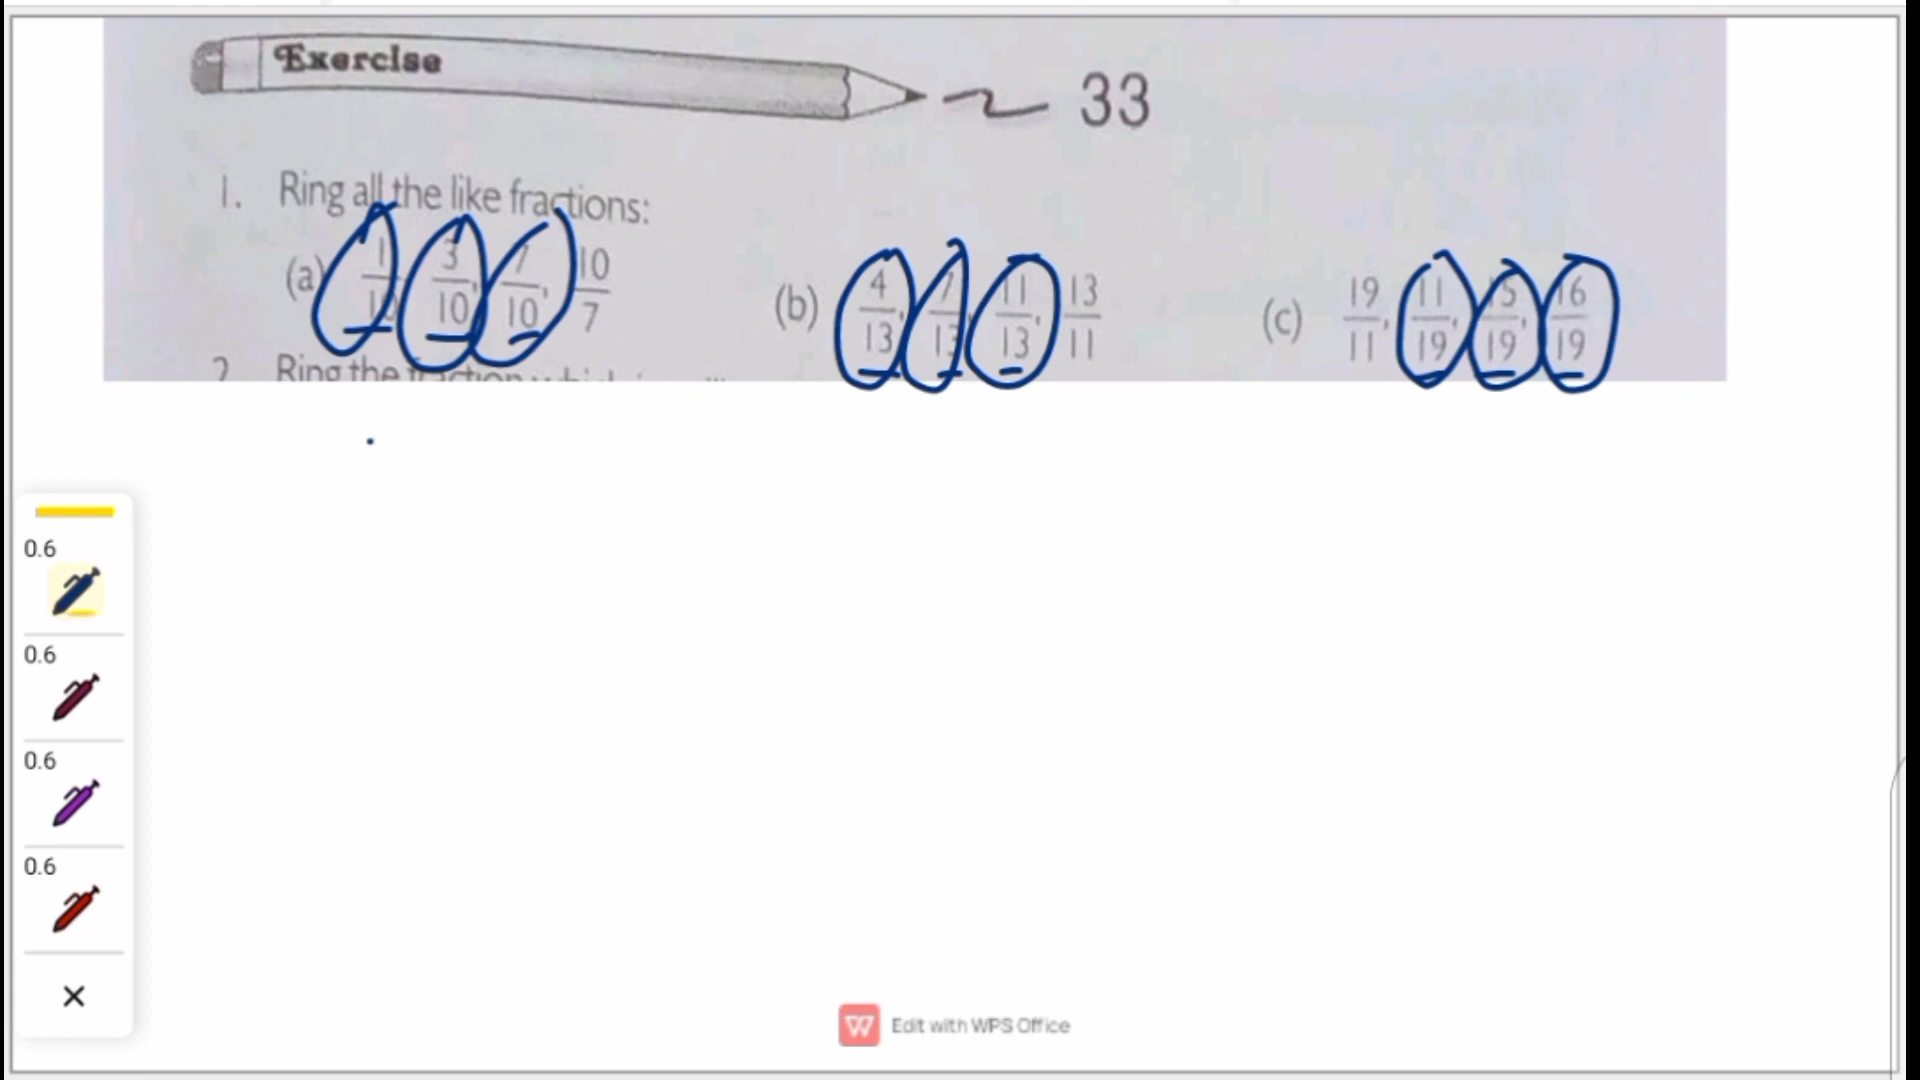 Exercise 33
1. Ring all the like fractions:
(a) 1/10, 3/10, 7/10, 10/7 (b) 4/13, 7/13, 11/13, 13/11 (c) 19/11, 11/19, 15/19, 16/19
2. Ring the fraction which
0.6
0.6
0.6
0.6
Edit with WPS Office